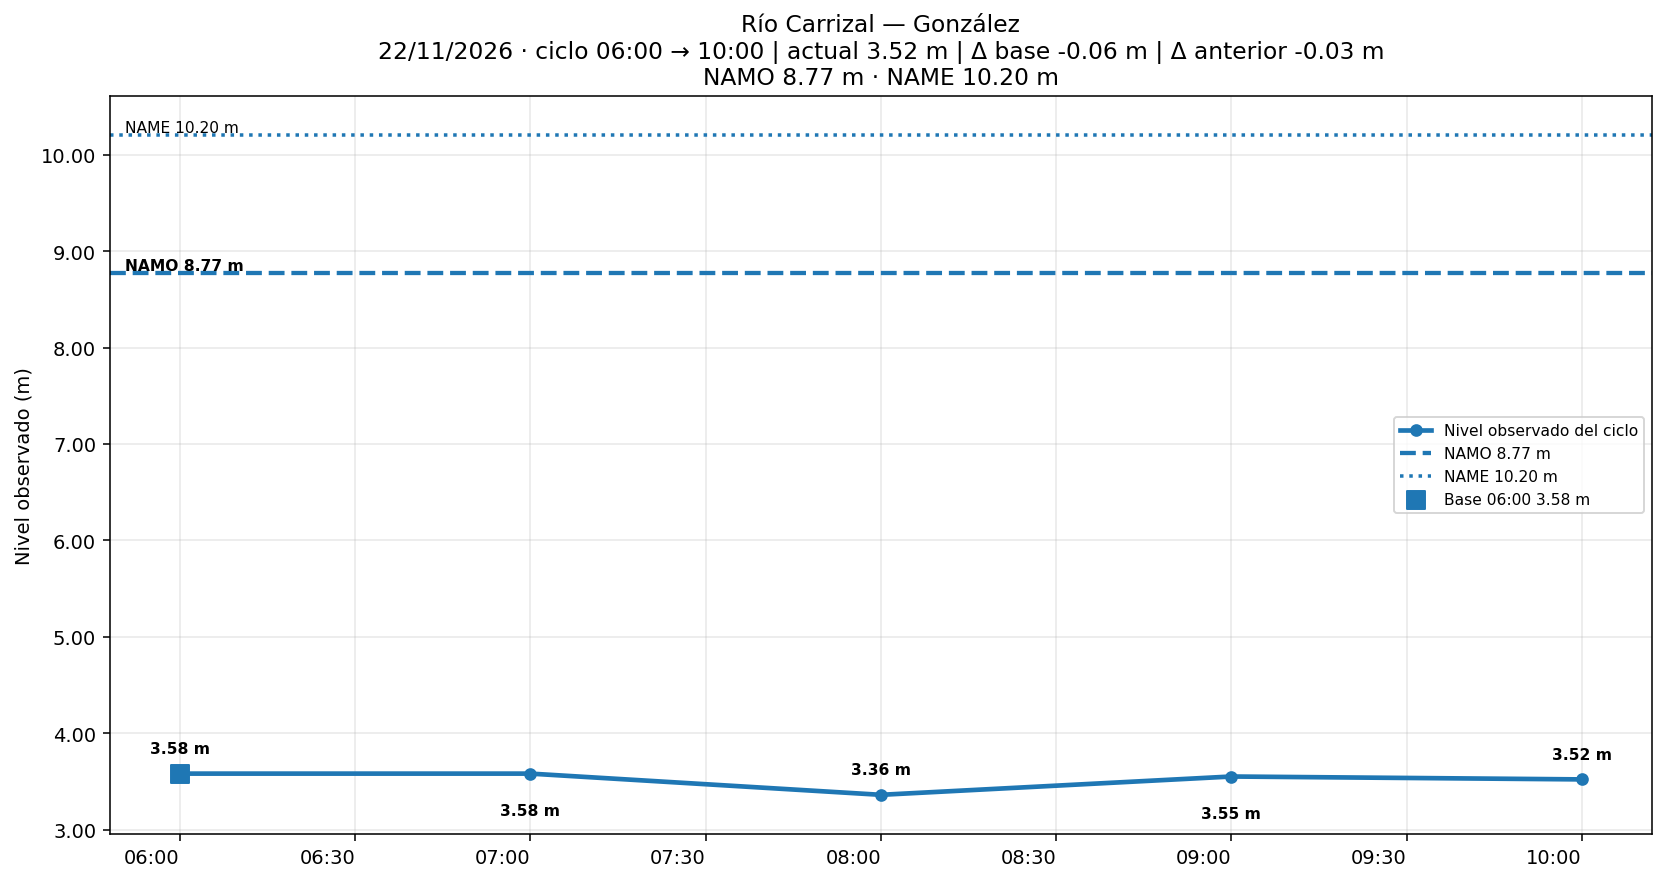 Río Carrizal — González
22/11/2026 · ciclo 06:00 → 10:00 | actual 3.52 m | Δ base -0.06 m | Δ anterior -0.03 m
NAMO 8.77 m · NAME 10.20 m
NAME 10.20 m
10.00
9.00
NAMO 8.77 m
8.00
7.00
6.00
5.00
4.00
3.00
Nivel observado (m)
Nivel observado del ciclo
NAMO 8.77 m
NAME 10.20 m
Base 06:00 3.58 m
3.58 m
3.58 m
3.36 m
3.55 m
3.52 m
06:00 06:30 07:00 07:30 08:00 08:30 09:00 09:30 10:00